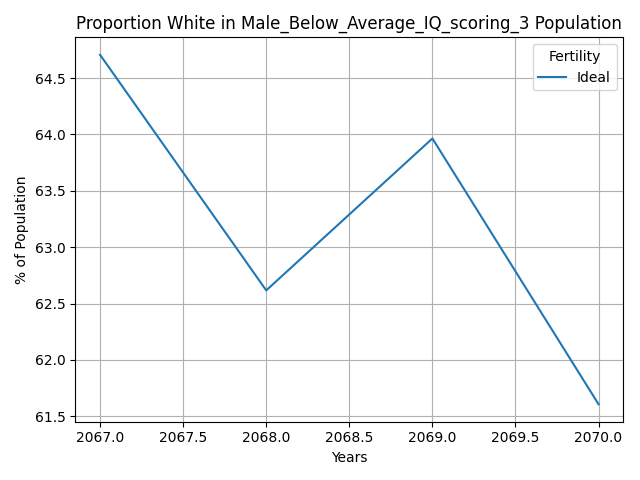 Proportion White in Male_Below_Average_IQ_scoring_3 Population
Fertility
Ideal
64.5
64.0
63.5
63.0
62.5
62.0
61.5
% of Population
2067.0 2067.5 2068.0 2068.5 2069.0 2069.5 2070.0
Years